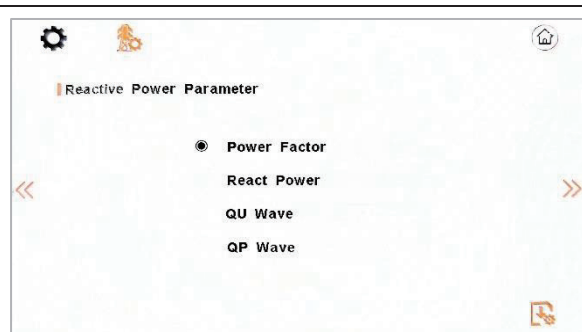 Reactive Power Parameter
Power Factor
React Power
QU Wave
QP Wave